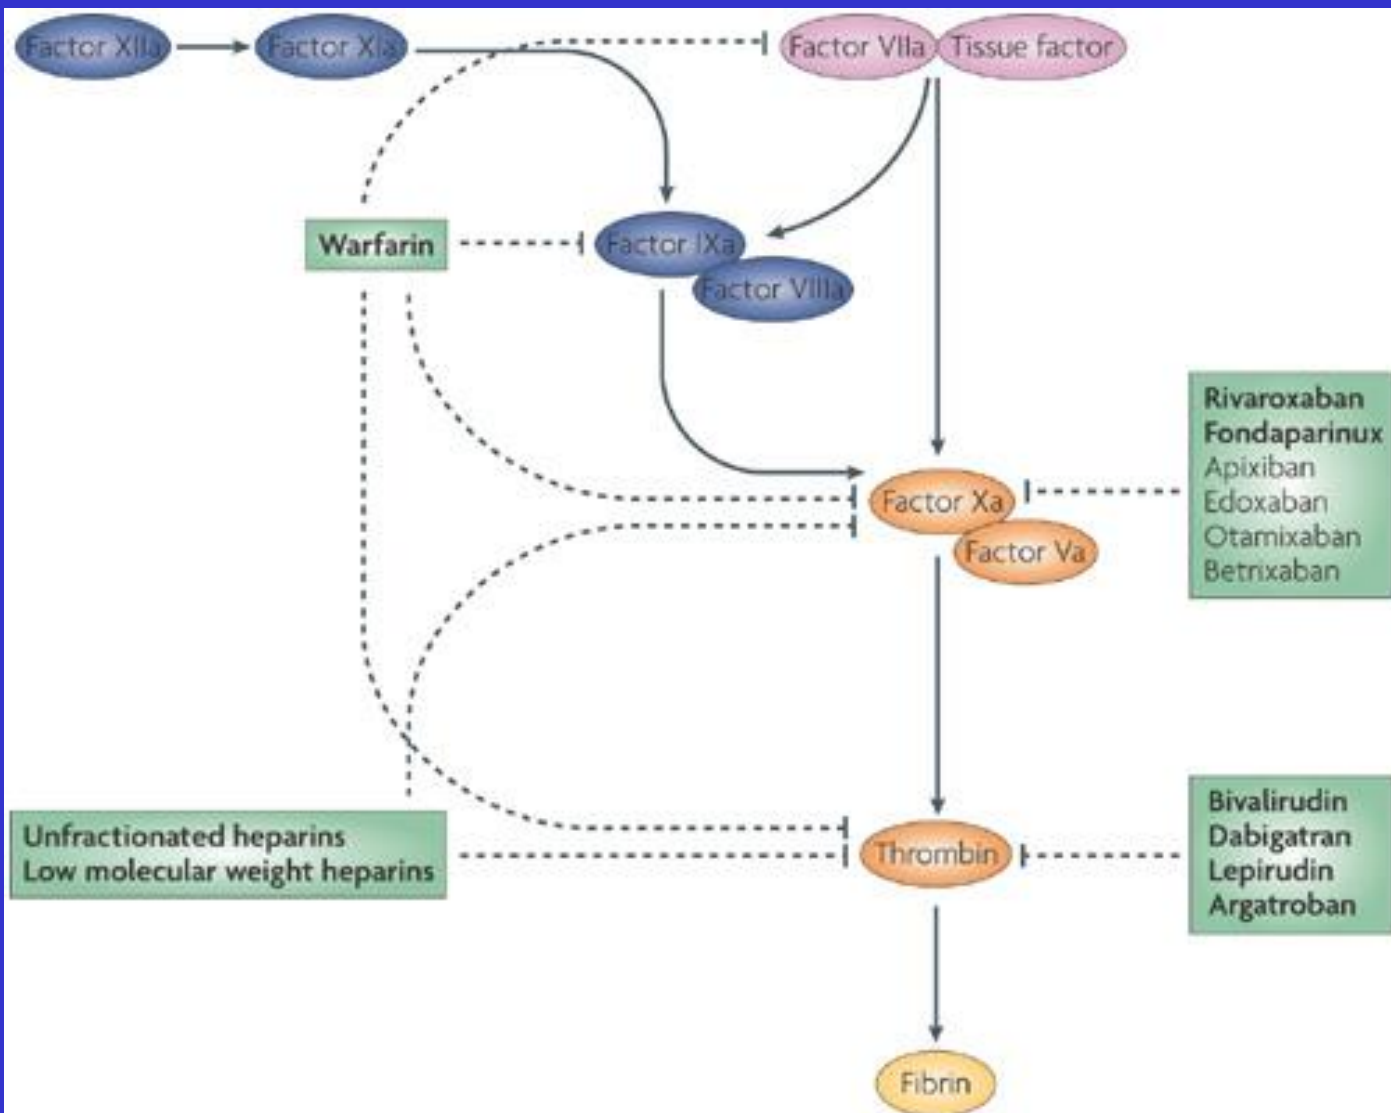 Factor XIIa
Factor XIa
Factor VIIa
Tissue factor
Warfarin
Factor IXa
Factor VIIIa
Rivaroxaban
Fondaparinux
Apixiban
Edoxaban
Otamixaban
Betrixaban
Factor Xa
Factor Va
Unfractionated heparins
Low molecular weight heparins
Thrombin
Bivalirudin
Dabigatran
Lepirudin
Argatroban
Fibrin